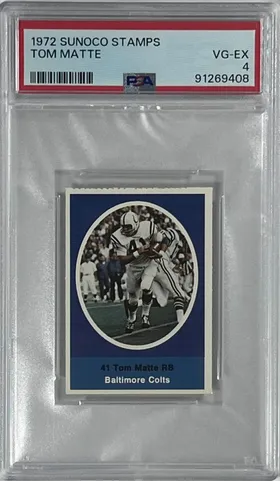 1972 SUNOCO STAMPS
TOM MATTE
VG-EX
4
PSA
91269408
41 Tom Matte RB
Baltimore Colts